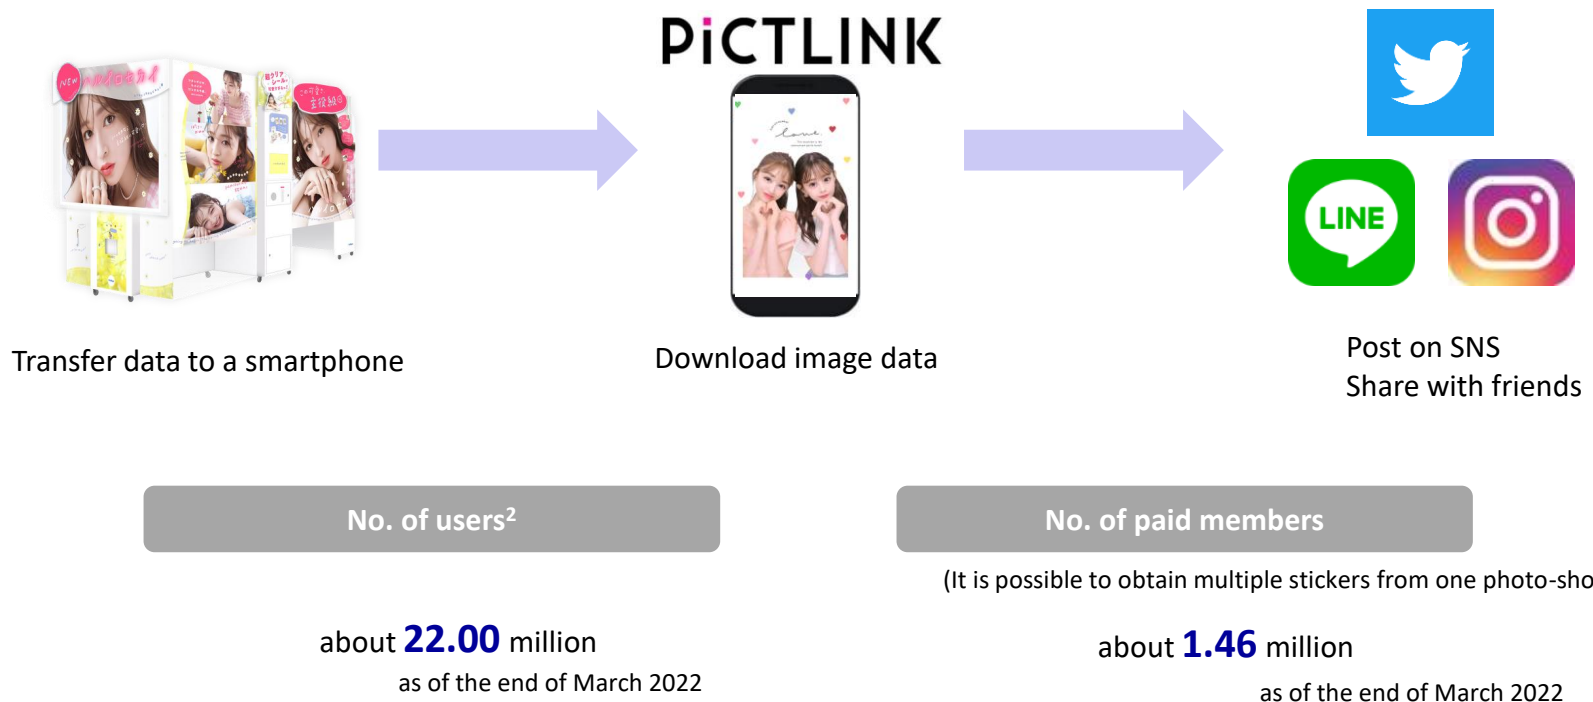 PiCTLINK
NEW
love
LINE
Transfer data to a smartphone
Download image data
Post on SNS
Share with friends
No. of users²
No. of paid members
(It is possible to obtain multiple stickers from one photo-sho
about 22.00 million
as of the end of March 2022
about 1.46 million
as of the end of March 2022